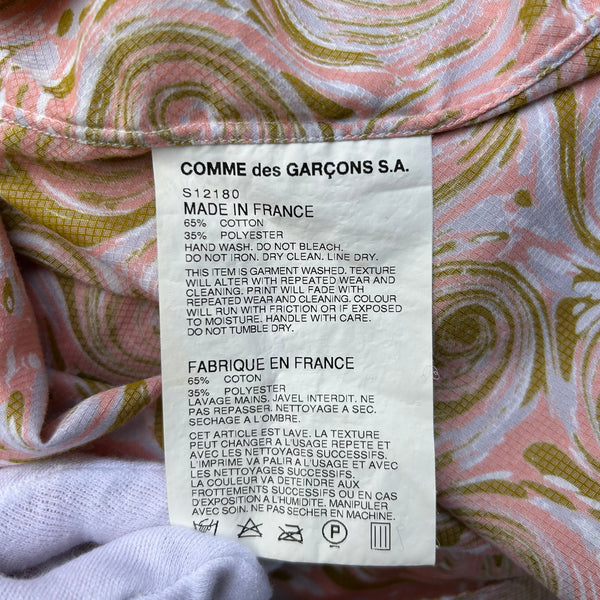 COMME des GARÇONS S.A.
S12180
MADE IN FRANCE
65% COTTON
35% POLYESTER
HAND WASH. DO NOT BLEACH.
DO NOT IRON. DRY CLEAN. LINE DRY.
THIS ITEM IS GARMENT WASHED. TEXTURE
WILL ALTER WITH REPEATED WEAR AND
CLEANING. PRINT WILL FADE WITH
REPEATED WEAR AND CLEANING. COLOUR
WILL RUN WITH FRICTION OR IF EXPOSED
TO MOISTURE. HANDLE WITH CARE.
DO NOT TUMBLE DRY.
FABRIQUE EN FRANCE
65% COTON
35% POLYESTER
LAVAGE MAINS. JAVEL INTERDIT. NE
PAS REPASSER. NETTOYAGE A SEC.
SECHAGE A L'OMBRE.
CET ARTICLE EST LAVE. LA TEXTURE
PEUT CHANGER A L'USAGE REPETE ET
AVEC LES NETTOYAGES SUCCESSIFS.
L'IMPRIME VA PALIR A L'USAGE ET AVEC
LES NETTOYAGES SUCCESSIFS.
LA COULEUR VA DETEINDRE AUX
FROTTEMENTS SUCCESSIFS OU EN CAS
D'EXPOSITION A L'HUMIDITE. MANIPULER
AVEC SOIN. NE PAS SECHER EN MACHINE.
P